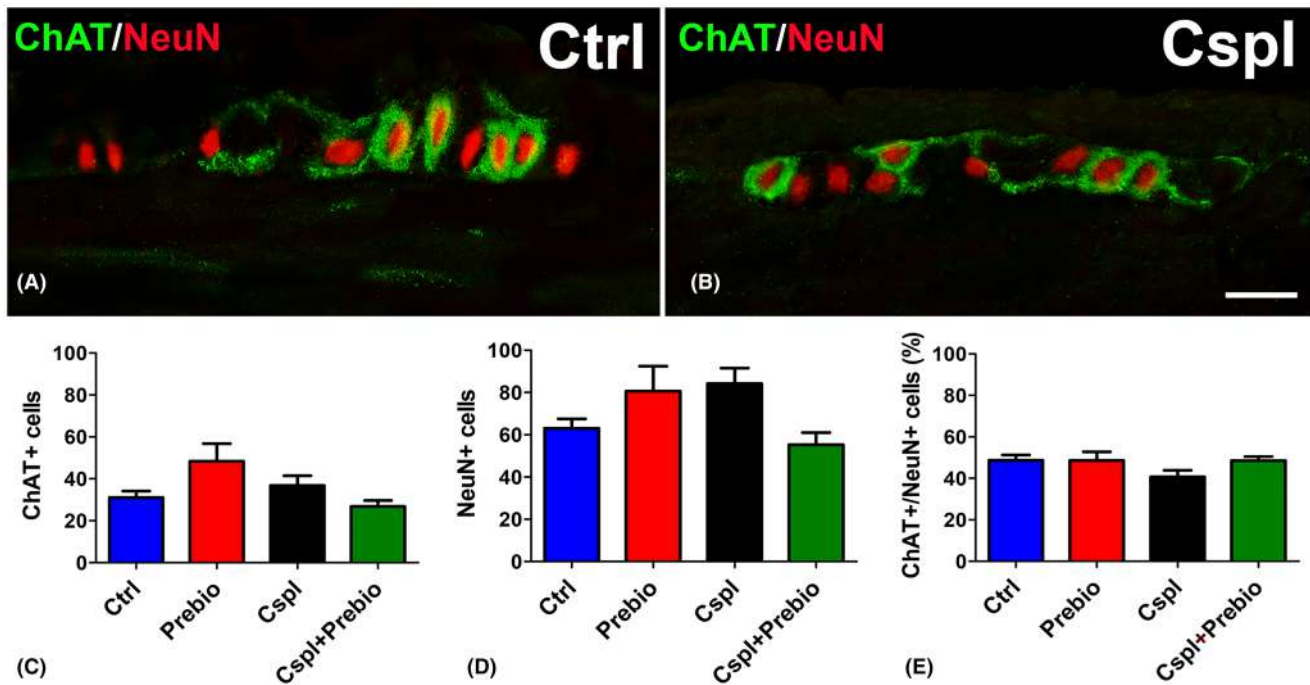 ChAT/NeuN Ctrl
(A)
ChAT/NeuN Cspl
(B)
ChAT+ cells
100
80
60
40
20
0
Ctrl
Prebio
Cspl
Cspl+Prebio
(C)
NeuN+ cells
100
80
60
40
20
0
Ctrl
Prebio
Cspl
Cspl+Prebio
(D)
ChAT+/NeuN+ cells (%)
100
80
60
40
20
0
Ctrl
Prebio
Cspl
Cspl+Prebio
(E)